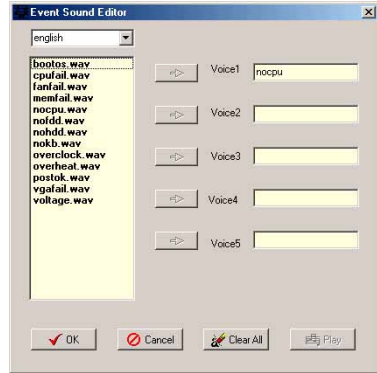 Event Sound Editor
english
bootos.wav
cpufail.wav
fanfail.wav
memfail.wav
nocpu.wav
nofdd.wav
nohdd.wav
nokb.wav
overclock.wav
overheat.wav
postok.wav
vgafail.wav
voltage.wav
Voice1 nocpu
Voice2
Voice3
Voice4
Voice5
OK Cancel Clear All Play